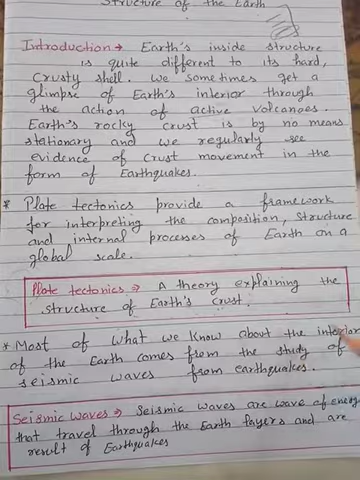 Structure of the Earth
Introduction → Earth's inside structure
is quite different to its hard,
crusty shell. We sometimes get a
glimpse of Earth's interior through
the action of active volcanoes.
Earth's rocky crust is by no means
stationary and we regularly see
evidence of crust movement in the
form of Earthquakes.
* Plate tectonics provide a framework
for interpreting the composition, structure
and internal processes of Earth on a
global scale.
Plate tectonics → A theory explaining the
structure of Earth's crust.
* Most of what we know about the interior
of the Earth comes from the study of
seismic waves from earthquakes.
Seismic waves → Seismic waves are wave of energy
that travel through the Earth layers and are
result of Earthquakes